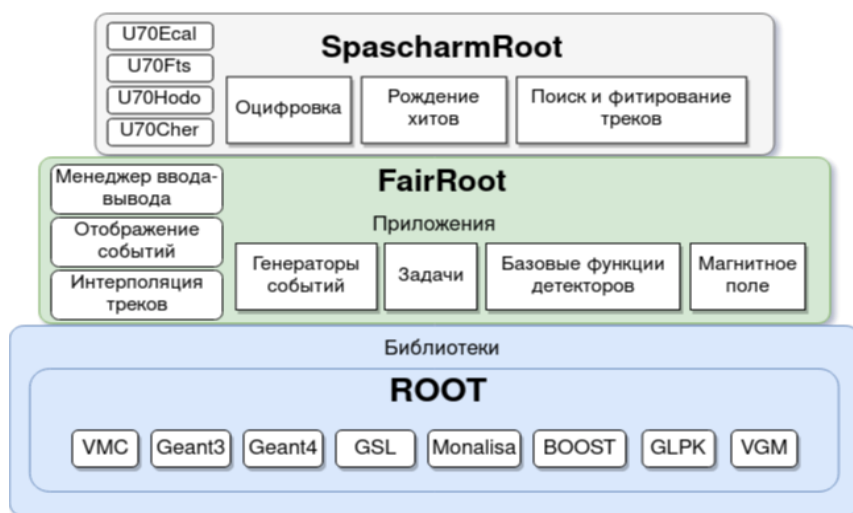 U70Ecal
U70Fts
U70Hodo
U70Cher
SpascharmRoot
Оцифровка
Рождение
хитов
Поиск и фитирование
треков
Менеджер ввода-
вывода
Отображение
событий
Интерполяция
треков
FairRoot
Приложения
Генераторы
событий
Задачи
Базовые функции
детекторов
Магнитное
поле
Библиотеки
ROOT
VMC
Geant3
Geant4
GSL
Monalisa
BOOST
GLPK
VGM